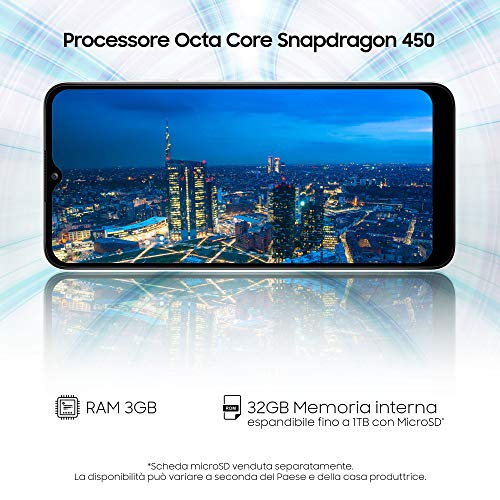 Processore Octa Core Snapdragon 450
RAM 3GB
ROM
32GB Memoria interna
espandibile fino a 1TB con MicroSD*
*Scheda microSD venduta separatamente.
La disponibilità può variare a seconda del Paese e della casa produttrice.